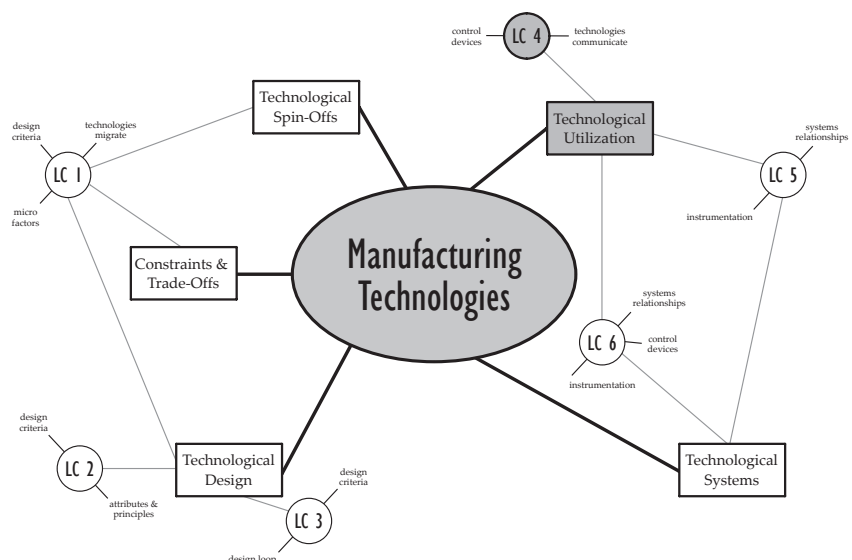 control
devices
LC 4
technologies
communicate
Technological
Spin-Offs
Technological
Utilization
design
criteria
technologies
migrate
LC 1
micro
factors
systems
relationships
LC 5
instrumentation
Constraints &
Trade-Offs
Manufacturing
Technologies
systems
relationships
LC 6
control
devices
instrumentation
design
criteria
LC 2
attributes &
principles
Technological
Design
design
criteria
LC 3
design loop
Technological
Systems